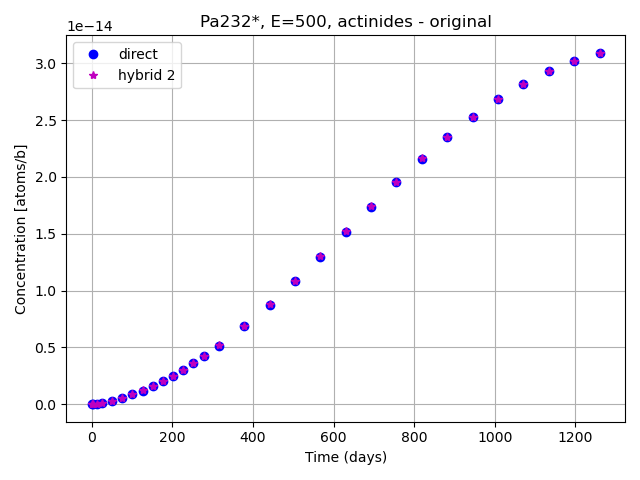 Pa232*, E=500, actinides - original
1e−14
direct
hybrid 2
3.0
2.5
2.0
1.5
1.0
0.5
0.0
Concentration [atoms/b]
0 200 400 600 800 1000 1200
Time (days)